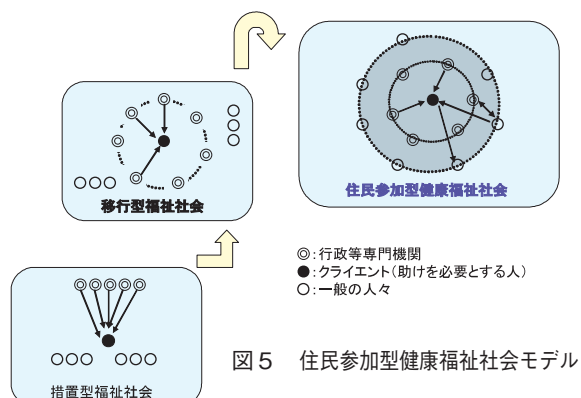 住民参加型健康福祉社会
移行型福祉社会
◎:行政等専門機関
●:クライエント(助けを必要とする人)
○:一般の人々
措置型福祉社会
図5 住民参加型健康福祉社会モデル